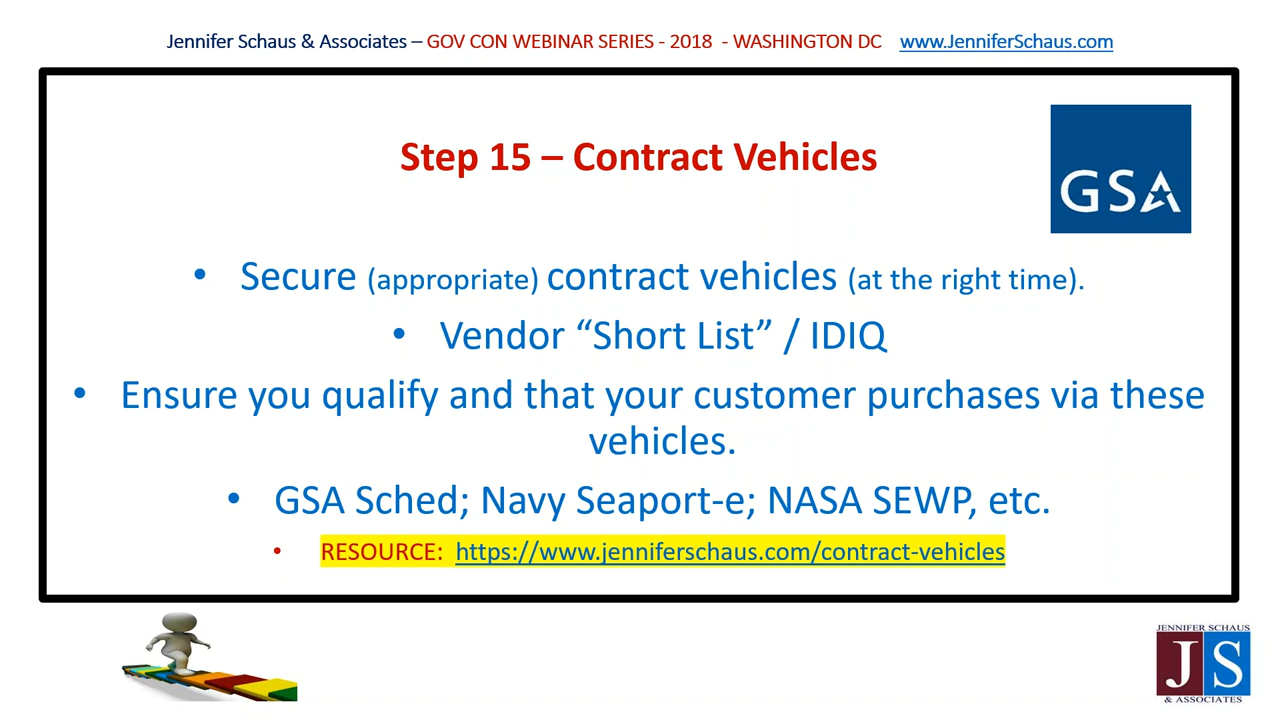 Jennifer Schaus & Associates – GOV CON WEBINAR SERIES - 2018 - WASHINGTON DC www.JenniferSchaus.com
GSA
Step 15 – Contract Vehicles
• Secure (appropriate) contract vehicles (at the right time).
• Vendor “Short List” / IDIQ
• Ensure you qualify and that your customer purchases via these
vehicles.
• GSA Sched; Navy Seaport-e; NASA SEWP, etc.
• RESOURCE: https://www.jenniferschaus.com/contract-vehicles
JENNIFER SCHAUS
JS
& ASSOCIATES